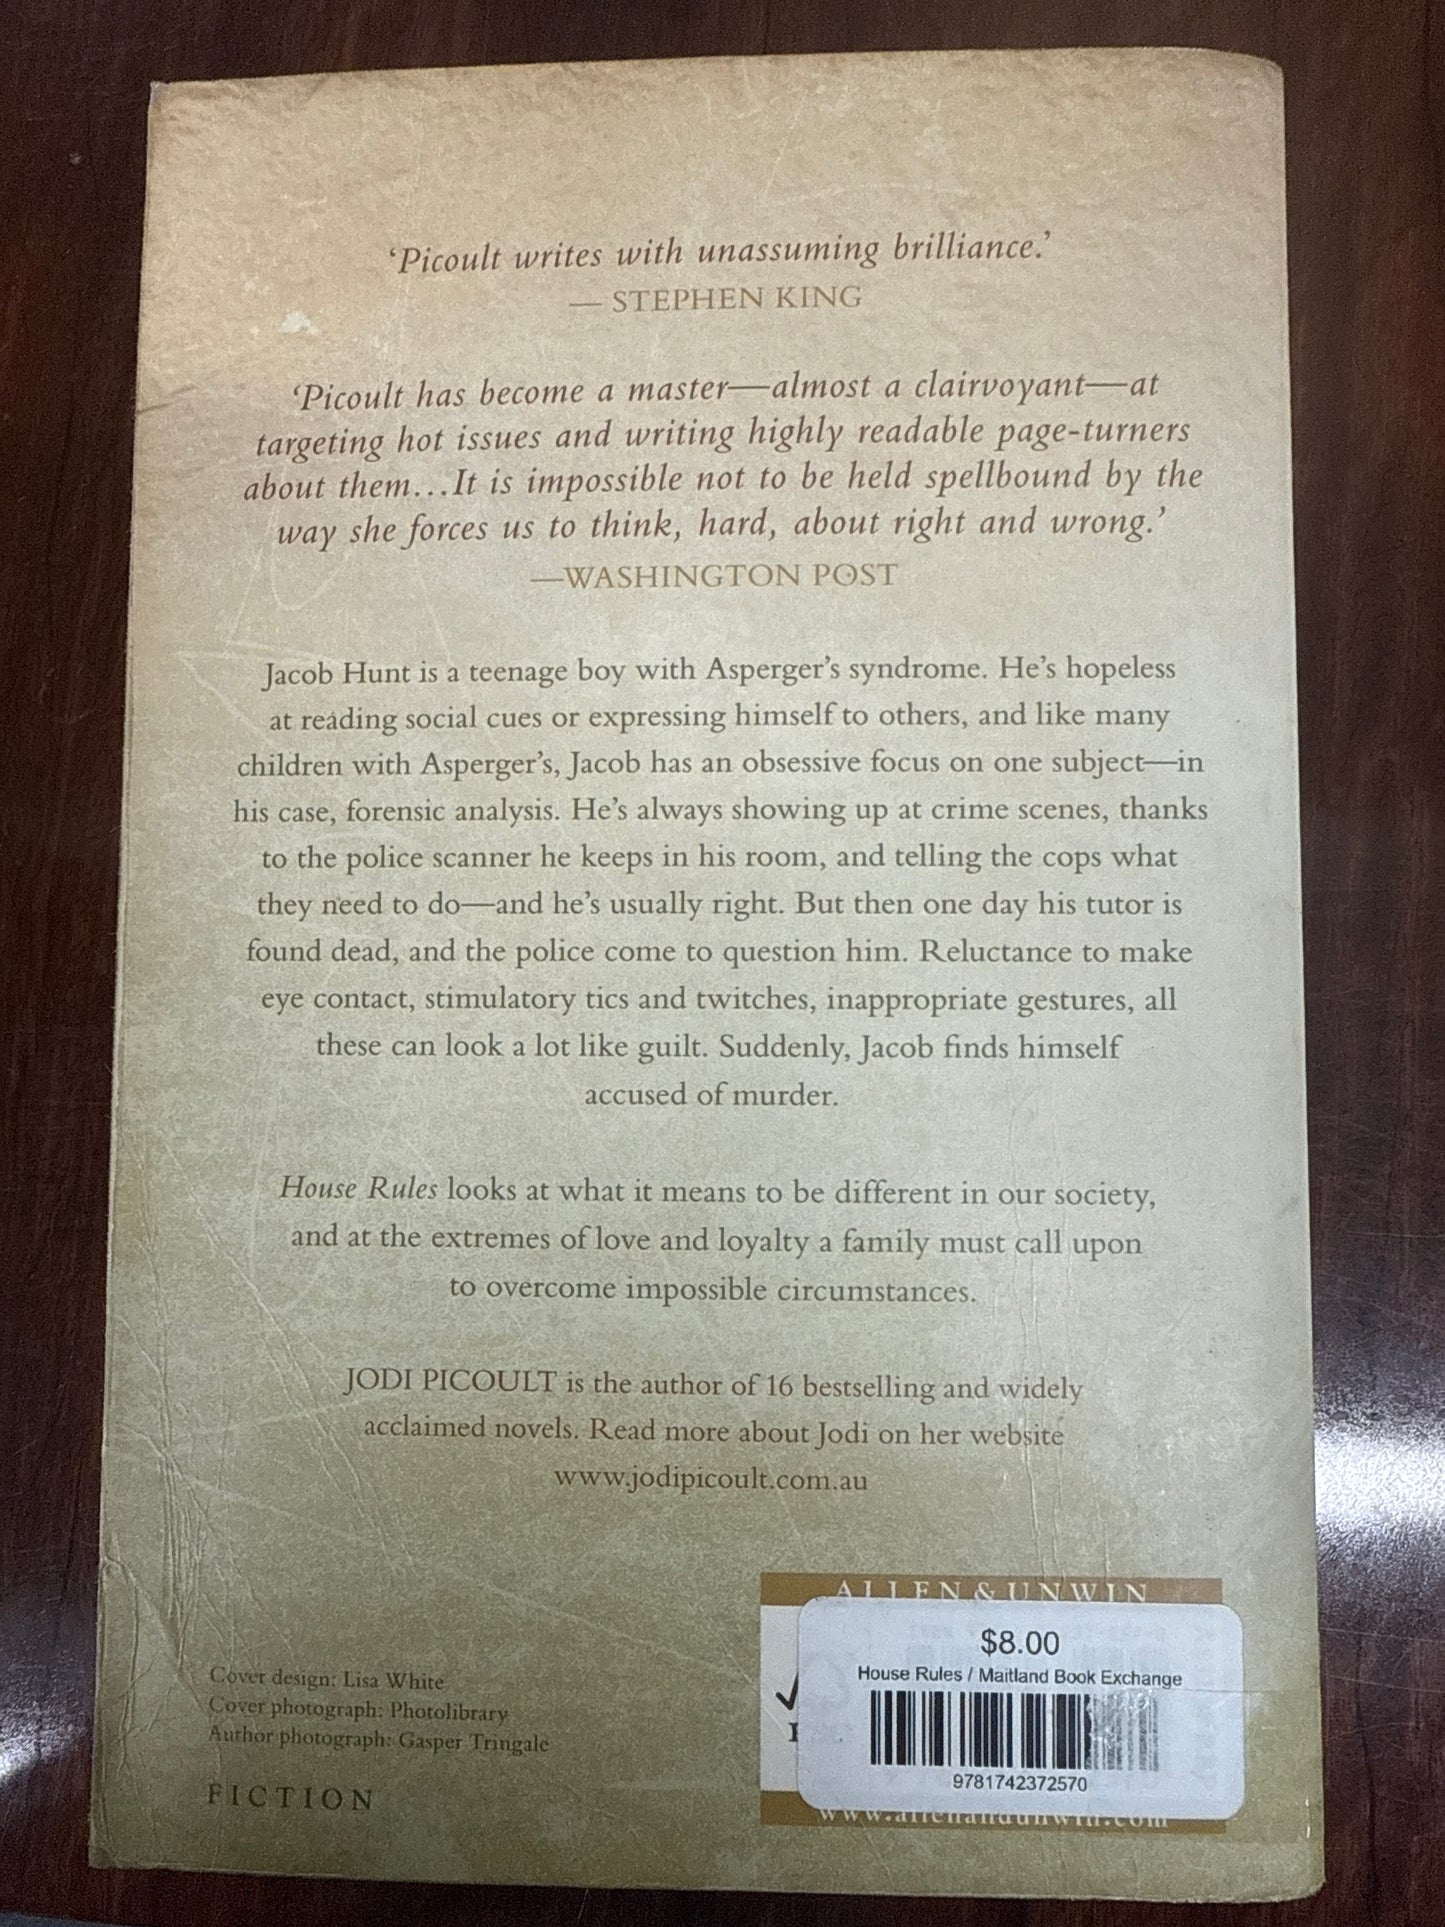 ‘Picoult writes with unassuming brilliance.’
— STEPHEN KING
‘Picoult has become a master—almost a clairvoyant—at
targeting hot issues and writing highly readable page-turners
about them…It is impossible not to be held spellbound by the
way she forces us to think, hard, about right and wrong.’
—WASHINGTON POST
Jacob Hunt is a teenage boy with Asperger’s syndrome. He’s hopeless
at reading social cues or expressing himself to others, and like many
children with Asperger’s, Jacob has an obsessive focus on one subject—in
his case, forensic analysis. He’s always showing up at crime scenes, thanks
to the police scanner he keeps in his room, and telling the cops what
they need to do—and he’s usually right. But then one day his tutor is
found dead, and the police come to question him. Reluctance to make
eye contact, stimulatory tics and twitches, inappropriate gestures, all
these can look a lot like guilt. Suddenly, Jacob finds himself
accused of murder.
House Rules looks at what it means to be different in our society,
and at the extremes of love and loyalty a family must call upon
to overcome impossible circumstances.
JODI PICOULT is the author of 16 bestselling and widely
acclaimed novels. Read more about Jodi on her website
www.jodipicoult.com.au
ALLEN & UNWIN
$8.00
House Rules / Maitland Book Exchange
9781742372570
www.allenandunwin.com
Cover design: Lisa White
Cover photograph: Photolibrary
Author photograph: Gasper Tringale
FICTION